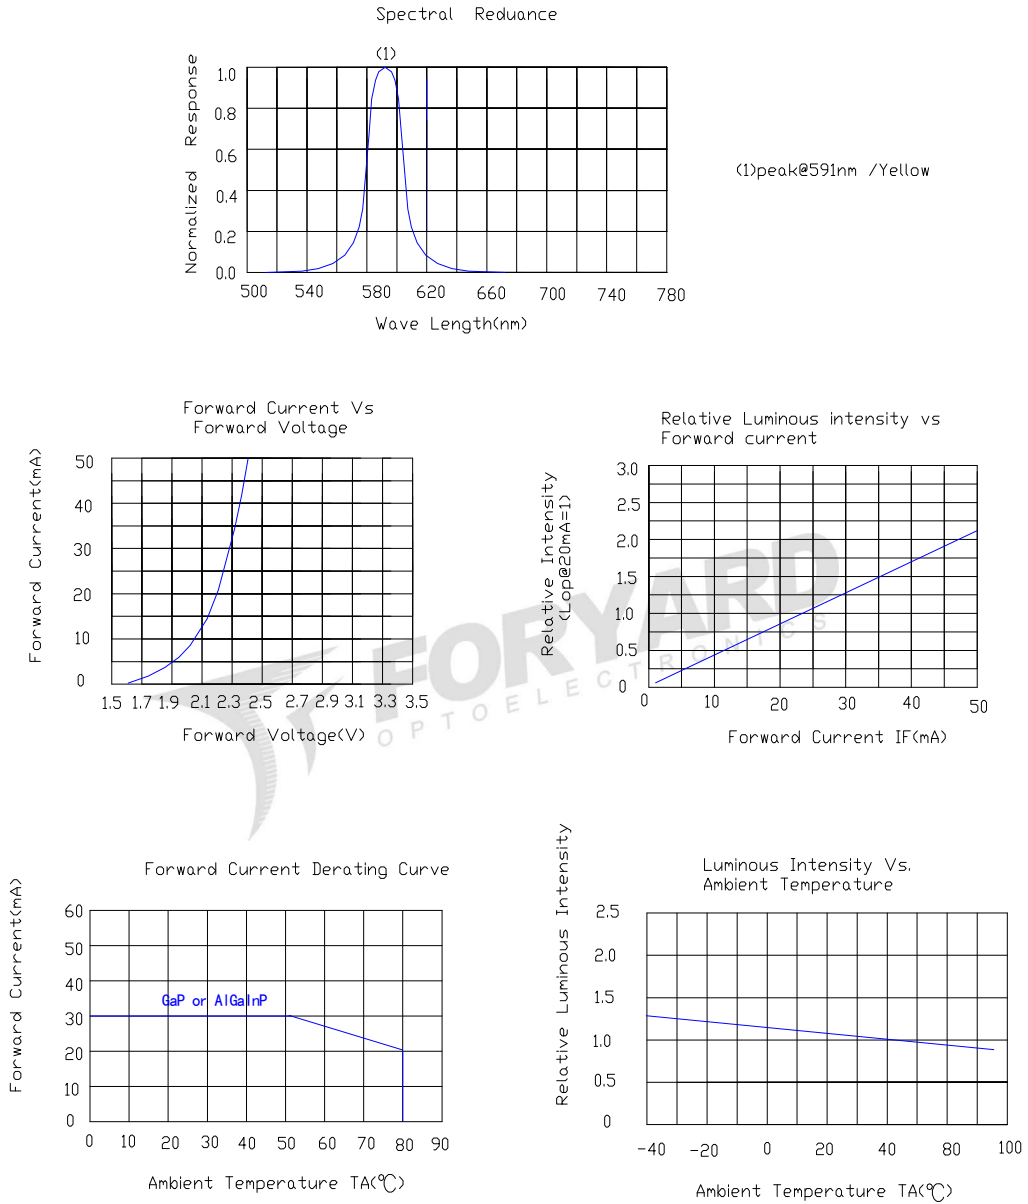 Spectral Reduance
(1)
Normalized Response
1.0
0.8
0.6
0.4
0.2
0.0
500 540 580 620 660 700 740 780
Wave Length(nm)
(1)peak@591nm /Yellow
Forward Current Vs
Forward Voltage
Forward Current(mA)
50
40
30
20
10
0
1.5 1.7 1.9 2.1 2.3 2.5 2.7 2.9 3.1 3.3 3.5
Forward Voltage(V)
Relative Luminous intensity vs
Forward current
Relative Intensity
(Lop@20mA=1)
3.0
2.5
2.0
1.5
1.0
0.5
0
0 10 20 30 40 50
Forward Current IF(mA)
FORYARD
OPTOELECTRONICS
Forward Current Derating Curve
Forward Current(mA)
60
50
40
30
20
10
0
GaP or AlGaInP
0 10 20 30 40 50 60 70 80 90
Ambient Temperature TA(℃)
Luminous Intensity Vs.
Ambient Temperature
Relative Luminous Intensity
2.5
2.0
1.5
1.0
0.5
0
-40 -20 0 20 40 60 80 100
Ambient Temperature TA(℃)